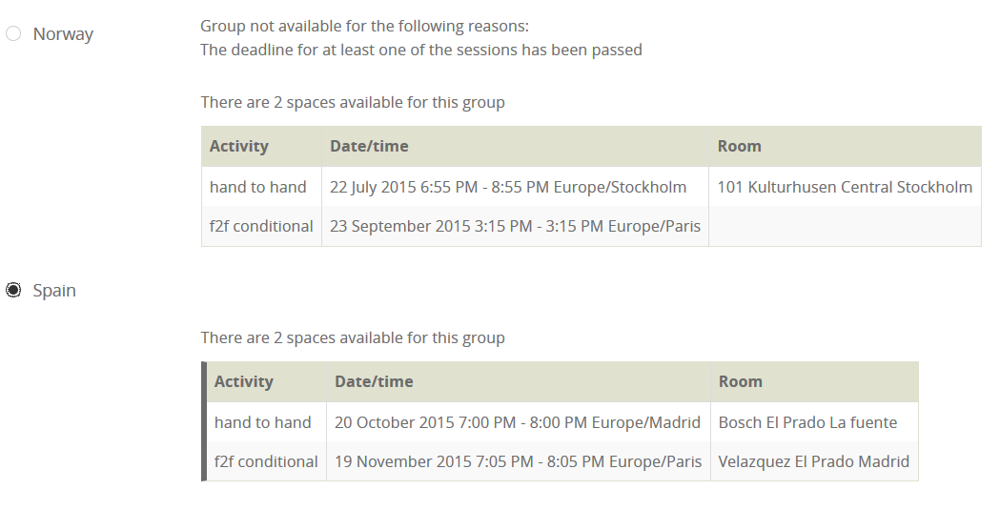 Norway
Group not available for the following reasons:
The deadline for at least one of the sessions has been passed
There are 2 spaces available for this group
Activity Date/time Room
hand to hand 22 July 2015 6:55 PM - 8:55 PM Europe/Stockholm 101 Kulturhusen Central Stockholm
f2f conditional 23 September 2015 3:15 PM - 3:15 PM Europe/Paris
Spain
There are 2 spaces available for this group
Activity Date/time Room
hand to hand 20 October 2015 7:00 PM - 8:00 PM Europe/Madrid Bosch El Prado La fuente
f2f conditional 19 November 2015 7:05 PM - 8:05 PM Europe/Paris Velazquez El Prado Madrid